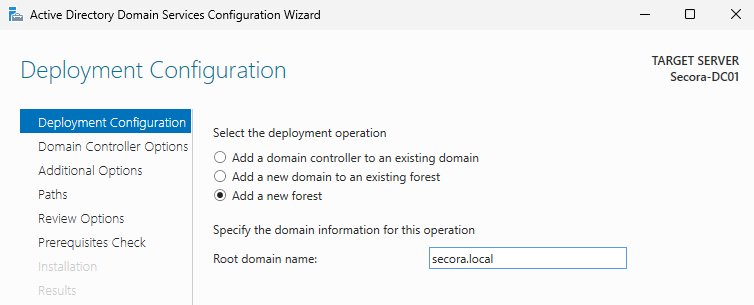 Active Directory Domain Services Configuration Wizard
Deployment Configuration
TARGET SERVER
Secora-DC01
Deployment Configuration
Domain Controller Options
Additional Options
Paths
Review Options
Prerequisites Check
Installation
Results
Select the deployment operation
Add a domain controller to an existing domain
Add a new domain to an existing forest
Add a new forest
Specify the domain information for this operation
Root domain name: secora.local